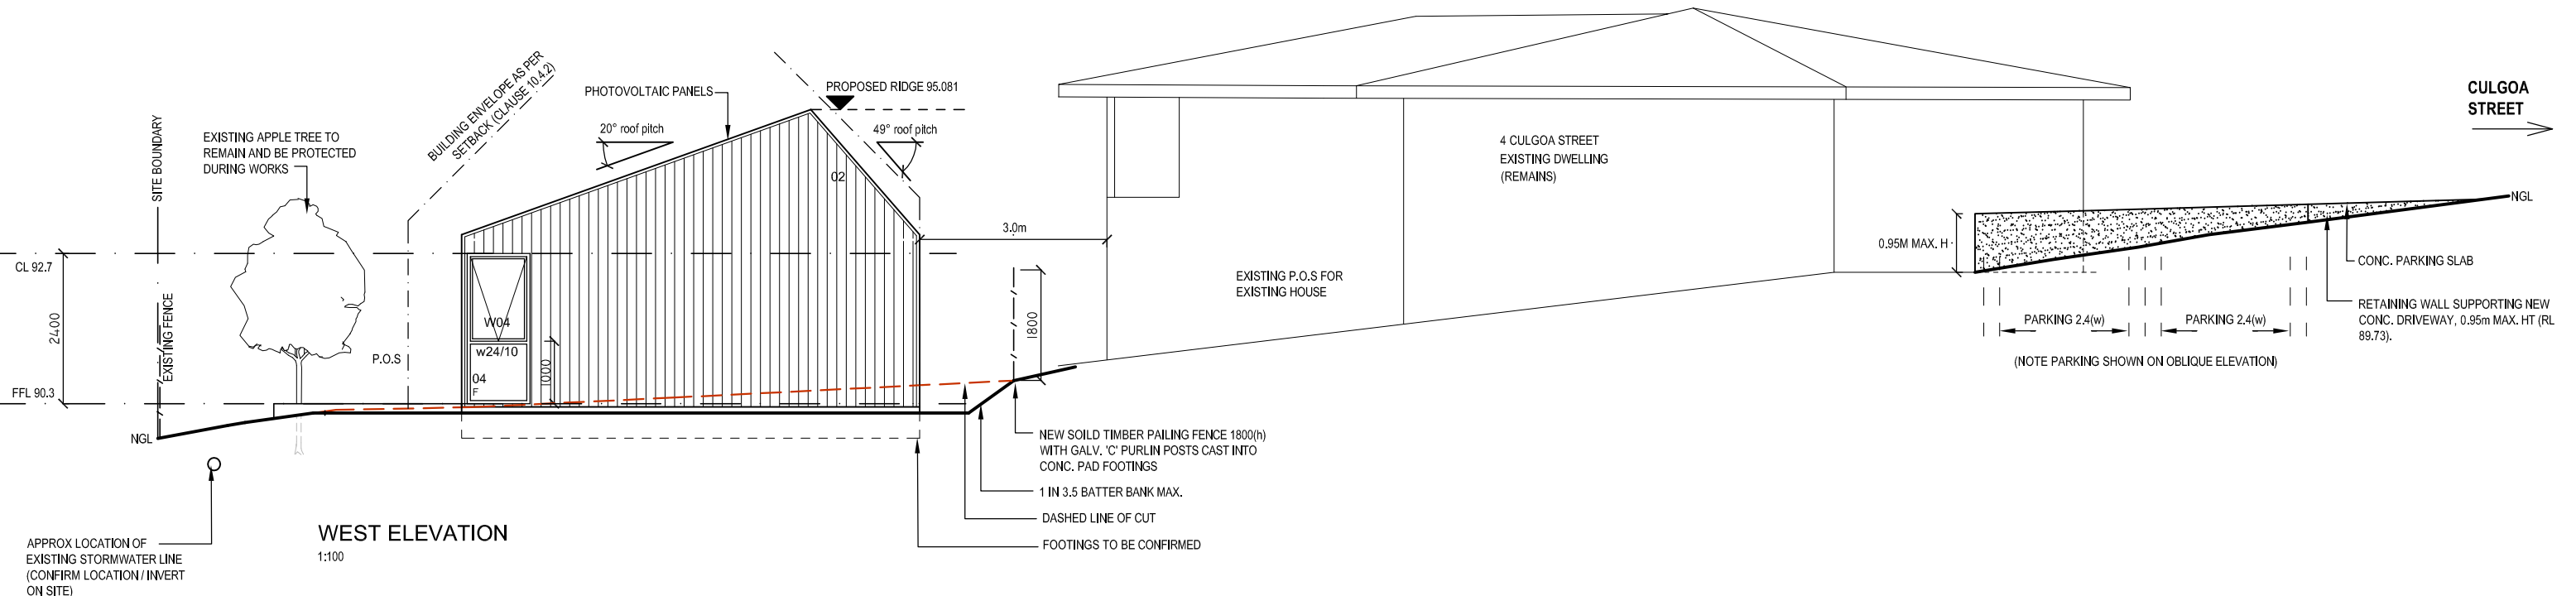 BUILDING ENVELOPE AS PER
SETBACK (CLAUSE 10.4.2)
PHOTOVOLTAIC PANELS
PROPOSED RIDGE 95.081
CULGOA
STREET
SITE BOUNDARY
EXISTING APPLE TREE TO
REMAIN AND BE PROTECTED
DURING WORKS
20° roof pitch
49° roof pitch
02
4 CULGOA STREET
EXISTING DWELLING
(REMAINS)
NGL
3.0m
0.95M MAX. H
CL 92.7
2400
EXISTING FENCE
P.O.S
W04
w24/10
04
F
1000
1800
EXISTING P.O.S FOR
EXISTING HOUSE
CONC. PARKING SLAB
PARKING 2.4(w)
PARKING 2.4(w)
RETAINING WALL SUPPORTING NEW
CONC. DRIVEWAY, 0.95m MAX. HT (RL
89.73).
(NOTE PARKING SHOWN ON OBLIQUE ELEVATION)
FFL 90.3
NGL
NEW SOILD TIMBER PAILING FENCE 1800(h)
WITH GALV. 'C' PURLIN POSTS CAST INTO
CONC. PAD FOOTINGS
1 IN 3.5 BATTER BANK MAX.
DASHED LINE OF CUT
FOOTINGS TO BE CONFIRMED
WEST ELEVATION
1:100
APPROX LOCATION OF
EXISTING STORMWATER LINE
(CONFIRM LOCATION / INVERT
ON SITE)